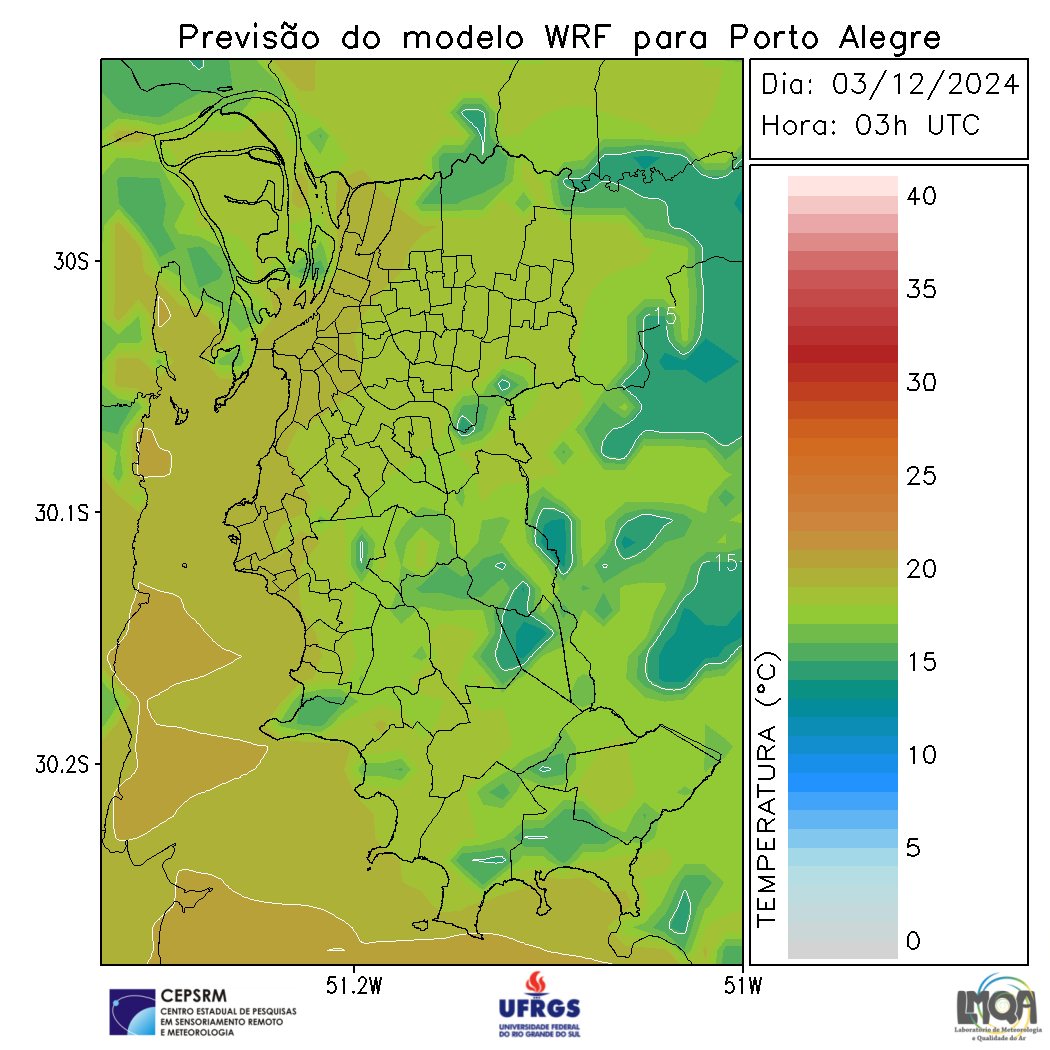 Previsão do modelo WRF para Porto Alegre
Dia: 03/12/2024
Hora: 03h UTC
30S
30.1S
30.2S
51.2W
51W
15
15
TEMPERATURA (°C)
40
35
30
25
20
15
10
5
0
CEPSRM
CENTRO ESTADUAL DE PESQUISAS
EM SENSORIAMENTO REMOTO
E METEOROLOGIA
UFRGS
UNIVERSIDADE FEDERAL
DO RIO GRANDE DO SUL
LMQA
Laboratório de Meteorologia
e Qualidade do Ar